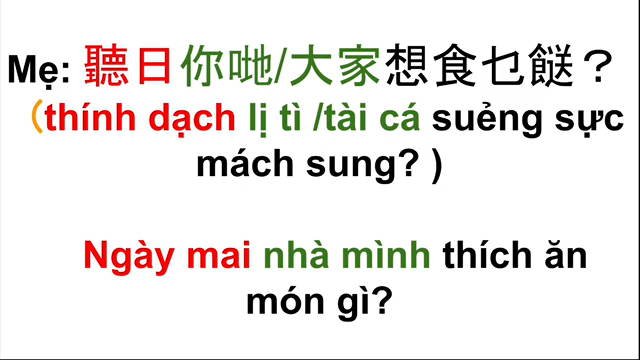 Mẹ: 聽日你哋/大家想食乜餸？
(thính dạch lị tì /tài cá suẻng sực
mách sung? )
Ngày mai nhà mình thích ăn
món gì?